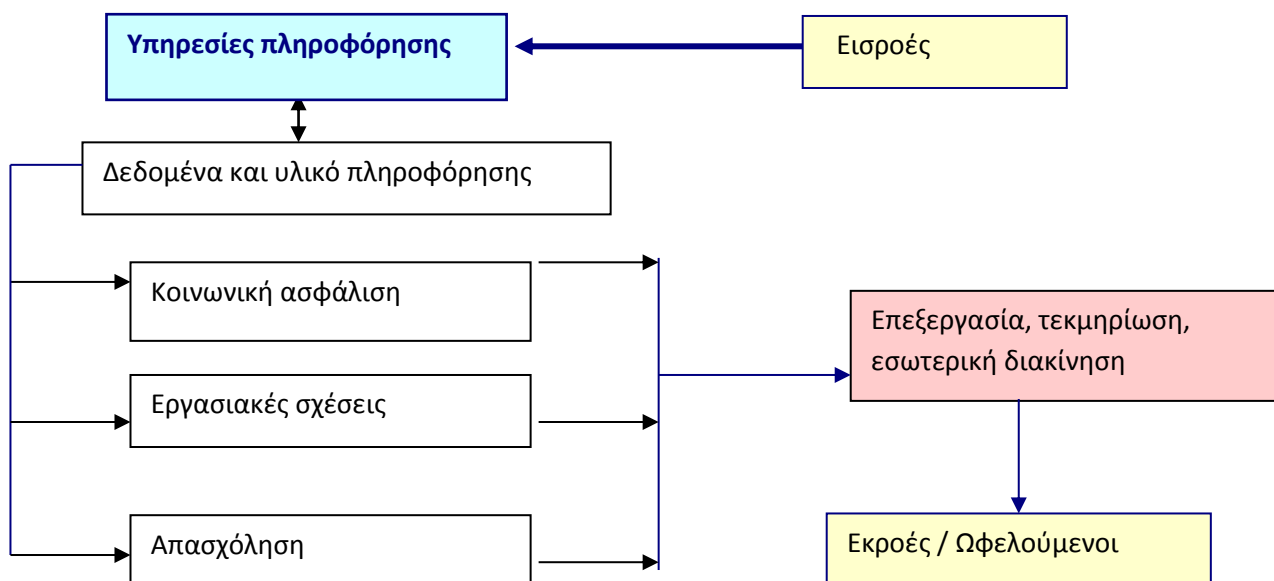 Υπηρεσίες πληροφόρησης
Εισροές
Δεδομένα και υλικό πληροφόρησης
Κοινωνική ασφάλιση
Επεξεργασία, τεκμηρίωση,
εσωτερική διακίνηση
Εργασιακές σχέσεις
Απασχόληση
Εκροές / Ωφελούμενοι